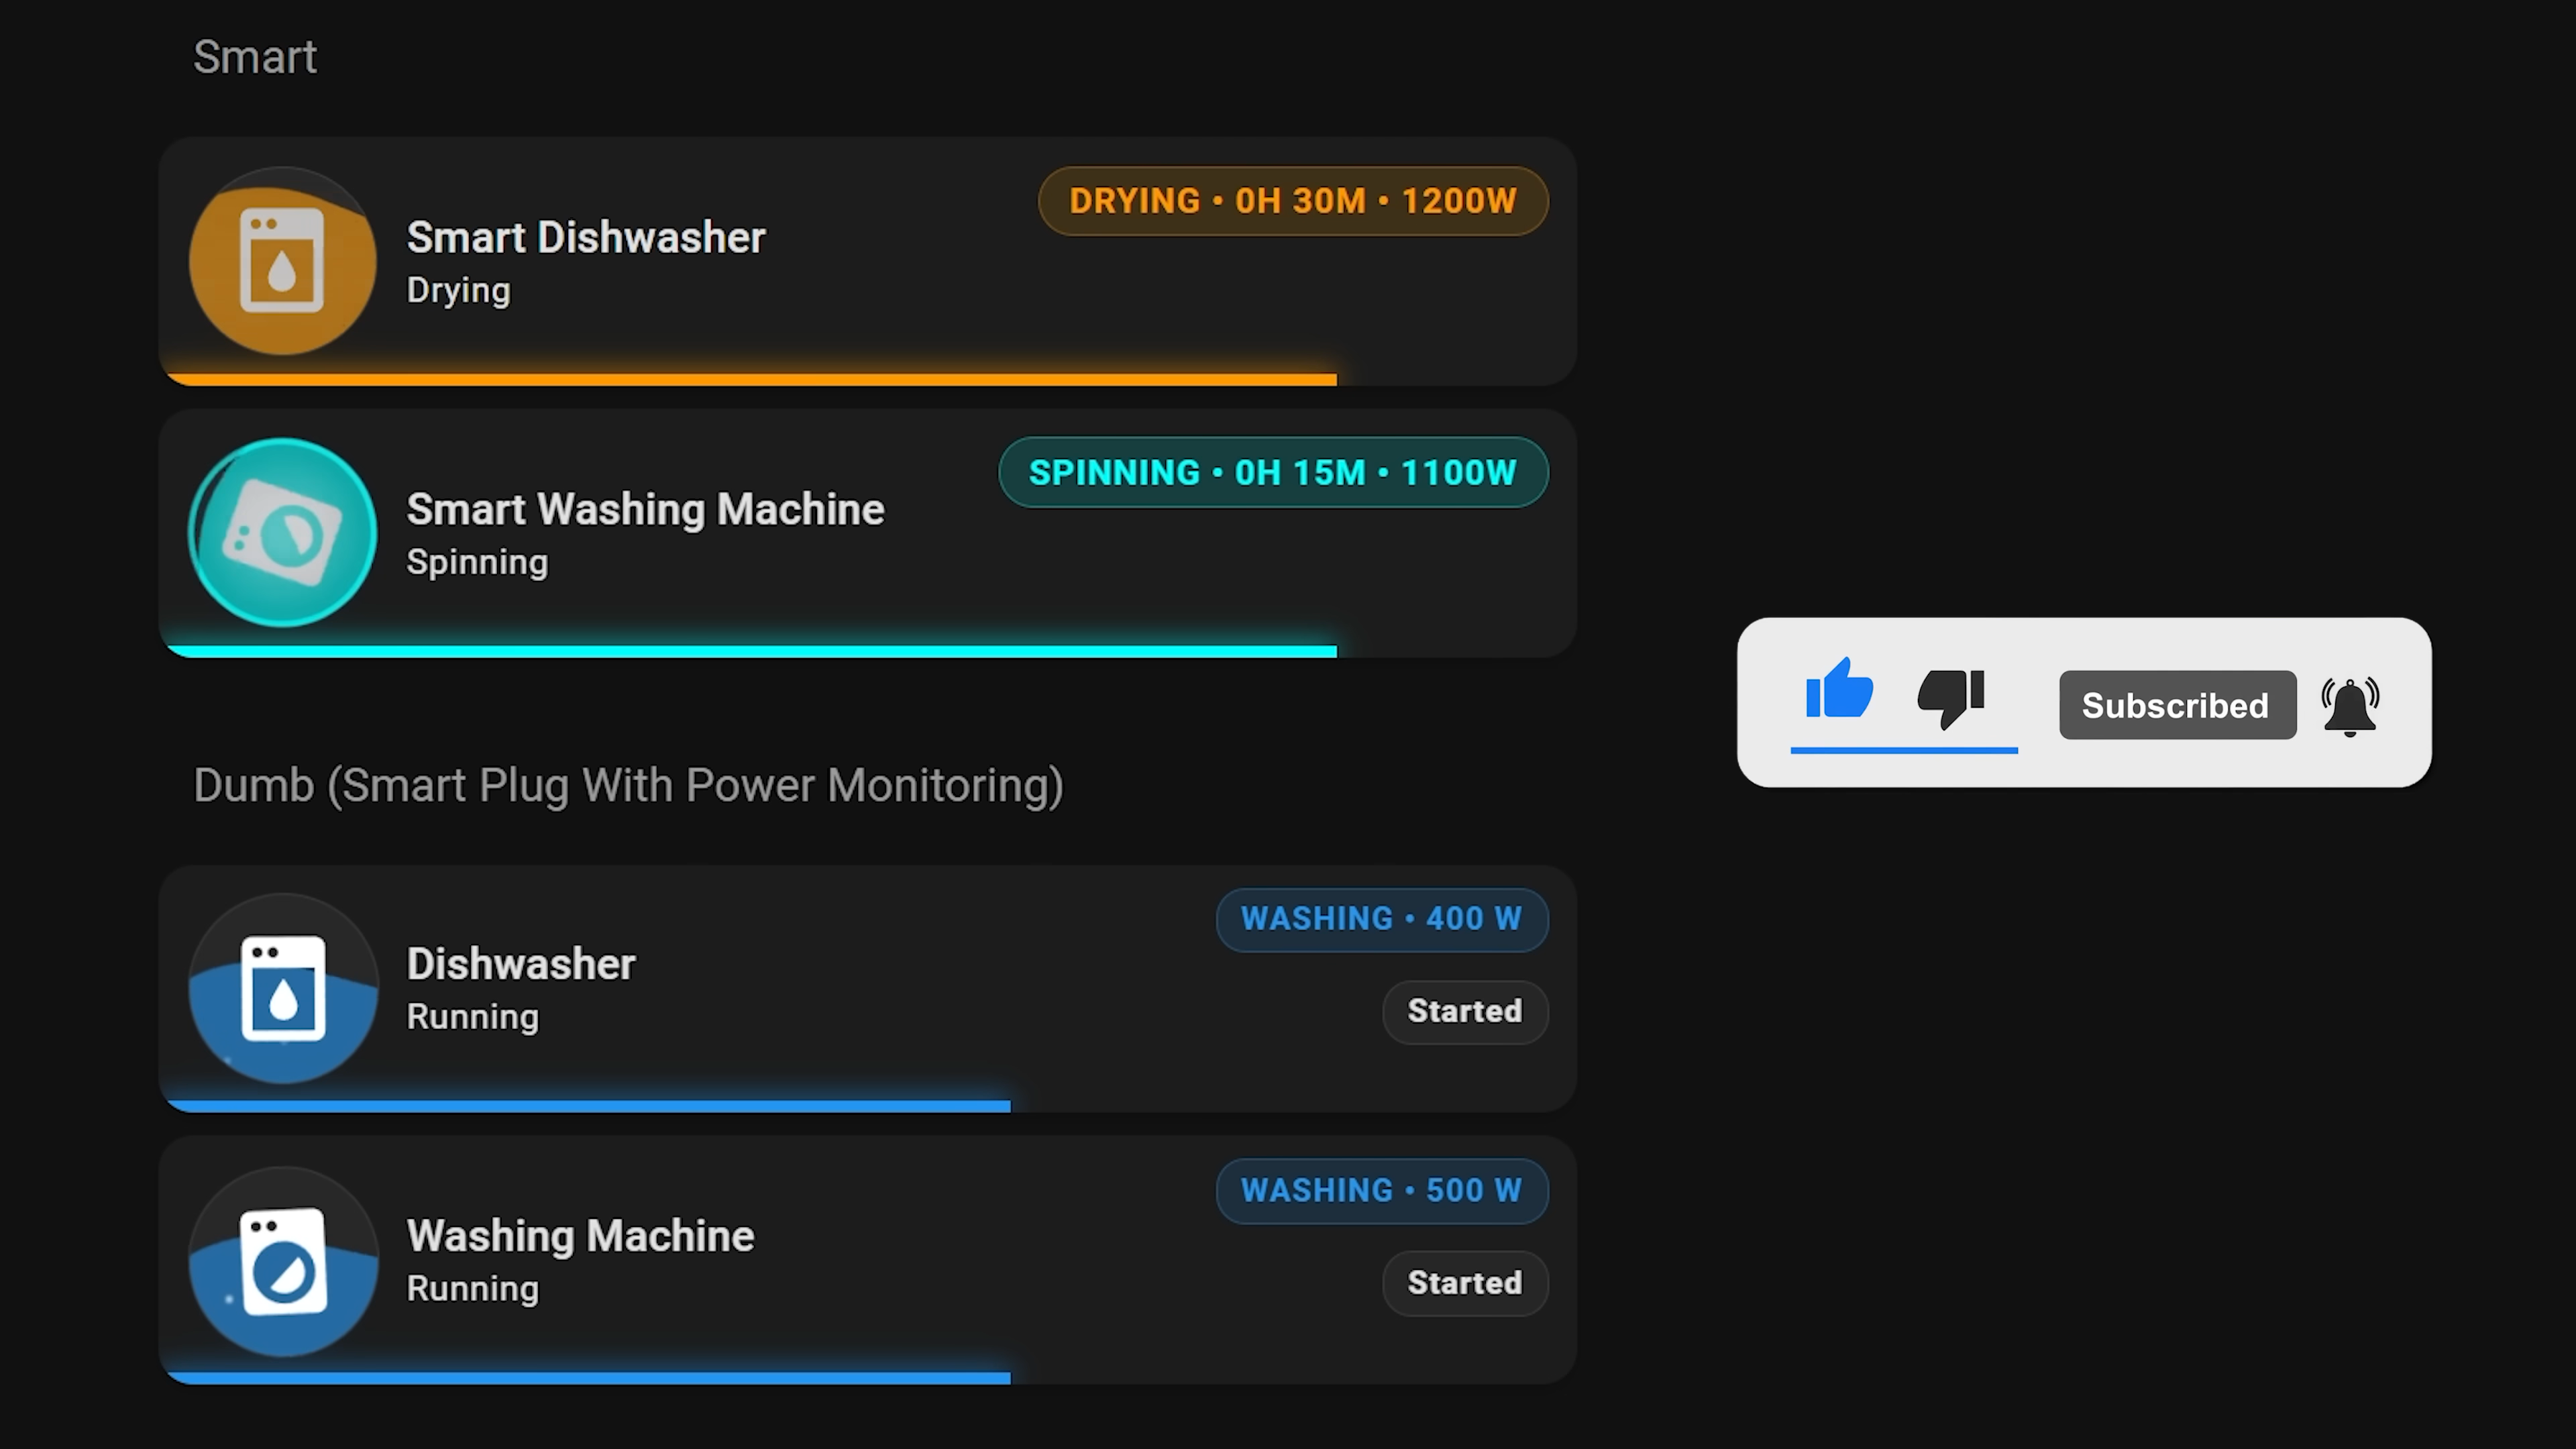 Smart
DRYING • 0H 30M • 1200W
Smart Dishwasher
Drying
SPINNING • 0H 15M • 1100W
Smart Washing Machine
Spinning
Subscribed
Dumb (Smart Plug With Power Monitoring)
WASHING • 400 W
Dishwasher
Started
Running
WASHING • 500 W
Washing Machine
Started
Running